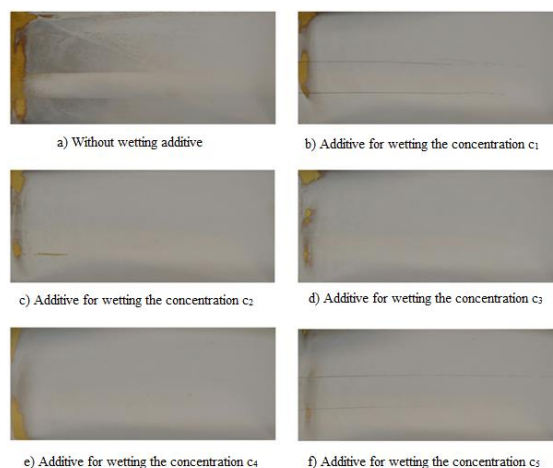 a) Without wetting additive
b) Additive for wetting the concentration c₁
c) Additive for wetting the concentration c₂
d) Additive for wetting the concentration c₃
e) Additive for wetting the concentration c₄
f) Additive for wetting the concentration c₅